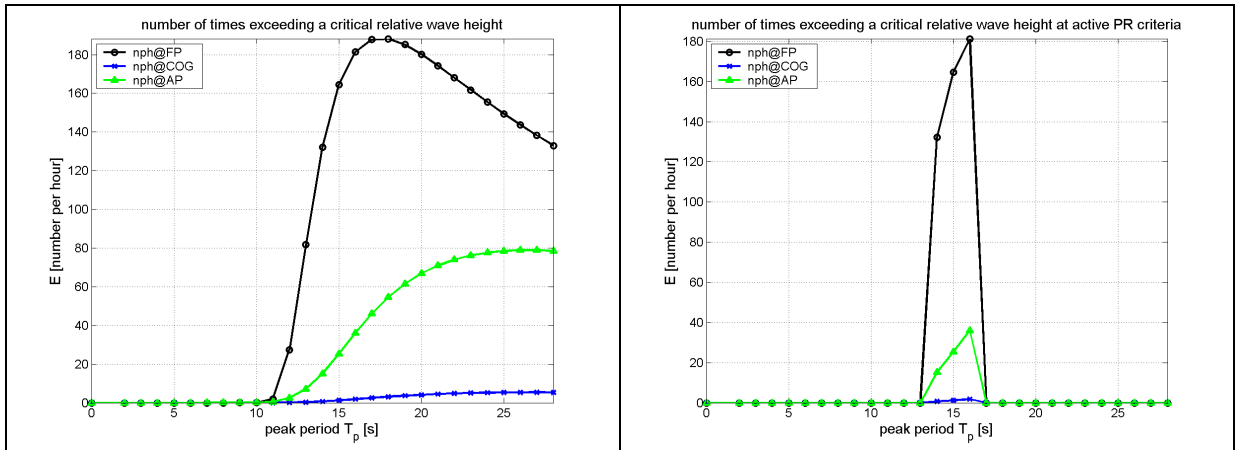 number of times exceeding a critical relative wave height
nph@FP
nph@COG
nph@AP
E [number per hour]
180
160
140
120
100
80
60
40
20
0
0 5 10 15 20 25
peak period Tp [s]
number of times exceeding a critical relative wave height at active PR criteria
nph@FP
nph@COG
nph@AP
E [number per hour]
180
160
140
120
100
80
60
40
20
0
0 5 10 15 20 25
peak period Tp [s]